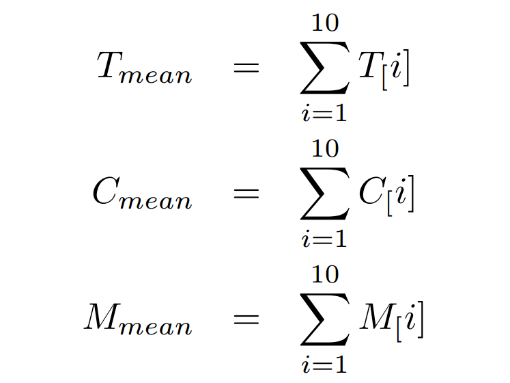 T_{mean} = \sum_{i=1}^{10} T_[i]
C_{mean} = \sum_{i=1}^{10} C_[i]
M_{mean} = \sum_{i=1}^{10} M_[i]